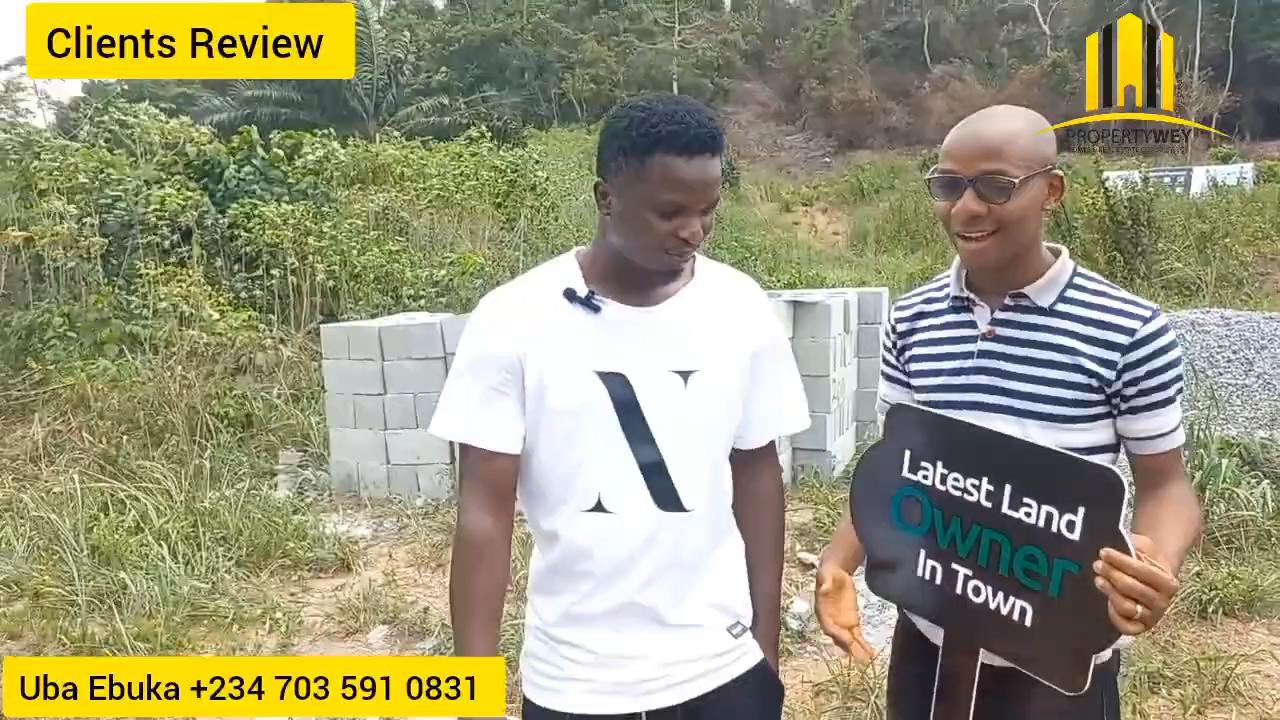 Clients Review
PROPERTYWEY
N
Latest Land
Owner
In Town
Uba Ebuka +234 703 591 0831